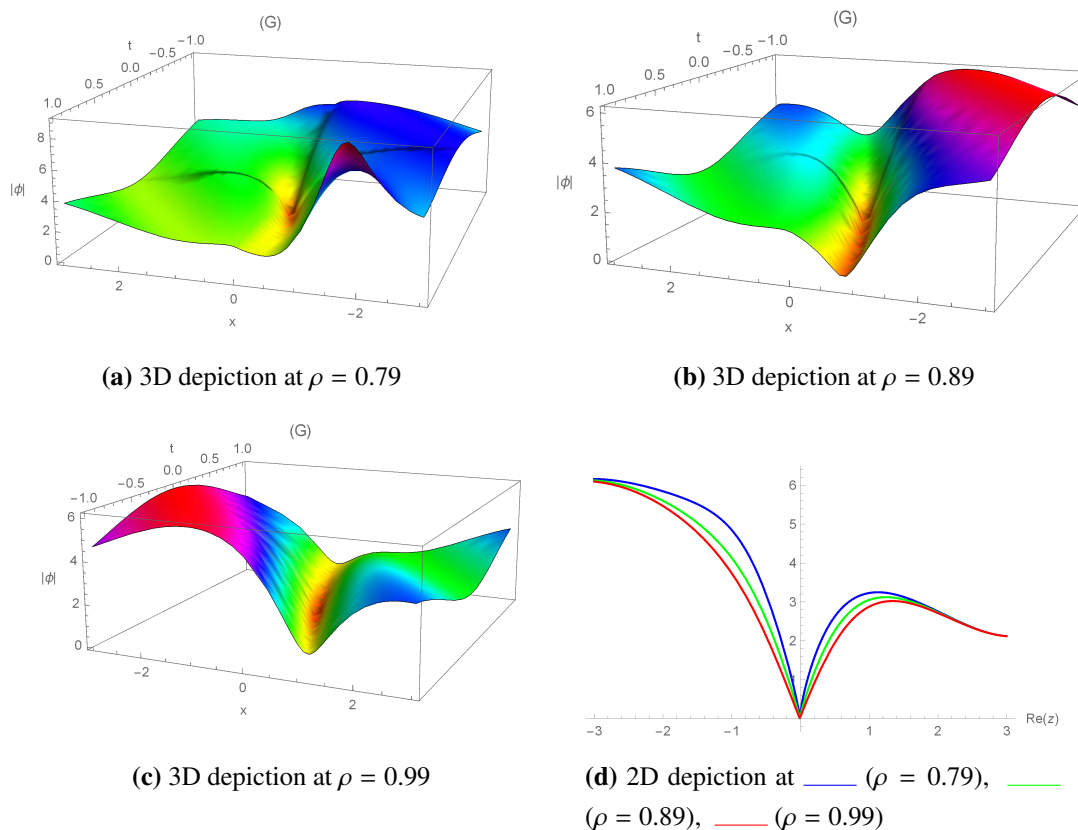 (G)
t
-1.0
-0.5
0.0
0.5
1.0
8
6
|ϕ|
4
2
0
2
0
-2
x
(a) 3D depiction at ρ = 0.79
(G)
t
-1.0
-0.5
0.0
0.5
1.0
6
4
|ϕ|
2
0
2
0
-2
x
(b) 3D depiction at ρ = 0.89
(G)
t
1.0
0.5
0.0
-0.5
-1.0
6
4
|ϕ|
2
0
-2
0
2
x
(c) 3D depiction at ρ = 0.99
6
5
4
3
2
-3 -2 -1 1 2 3 Re(z)
(d) 2D depiction at ____ (ρ = 0.79), ____
(ρ = 0.89), ____ (ρ = 0.99)